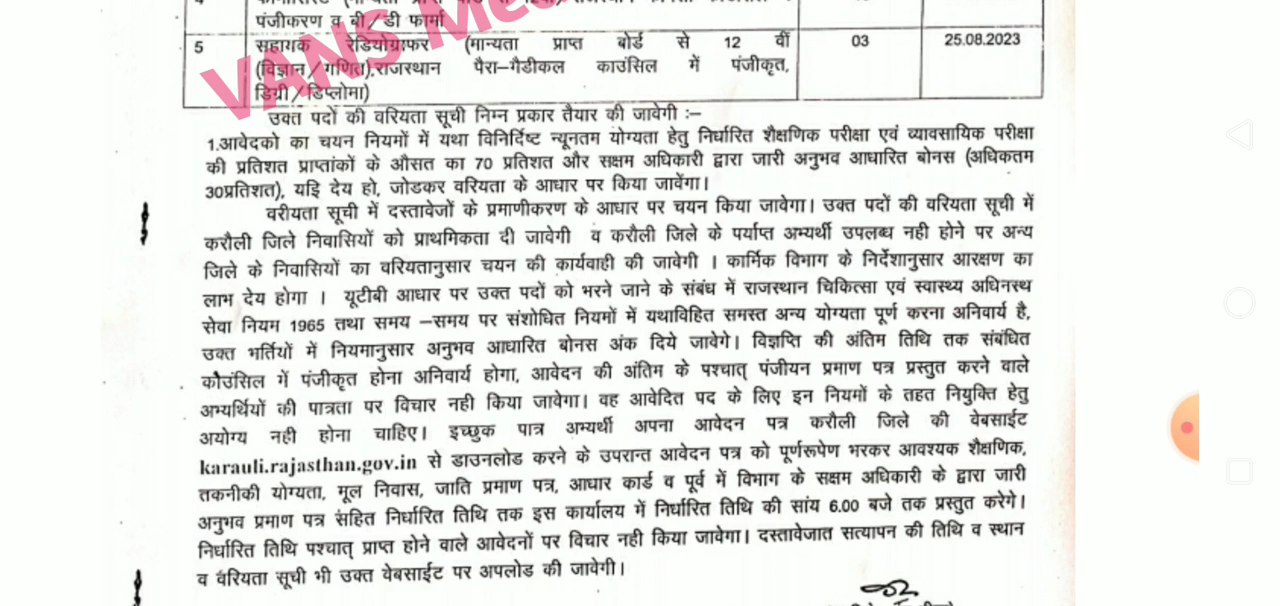 4
पंजीकरण व बी/डी फार्मा
5 सहायक रेडियोग्राफर (मान्यता प्राप्त बोर्ड से 12 वीं 03 25.08.2023
(विज्ञान/गणित),राजस्थान पैरा–मैडीकल काउंसिल में पंजीकृत,
डिग्री/डिप्लोमा)
VANS Me
उक्त पदों की वरियता सूची निम्न प्रकार तैयार की जावेगी :–
1.आवेदको का चयन नियमों में यथा विनिर्दिष्ट न्यूनतम योग्यता हेतु निर्धारित शैक्षणिक परीक्षा एवं व्यावसायिक परीक्षा
की प्रतिशत प्राप्तांकों के औसत का 70 प्रतिशत और सक्षम अधिकारी द्वारा जारी अनुभव आधारित बोनस (अधिकतम
30प्रतिशत), यदि देय हो, जोडकर वरियता के आधार पर किया जावेंगा।
वरीयता सूची में दस्तावेजों के प्रमाणीकरण के आधार पर चयन किया जावेगा। उक्त पदों की वरियता सूची में
करौली जिले निवासियों को प्राथमिकता दी जावेगी व करौली जिले के पर्याप्त अभ्यर्थी उपलब्ध नही होने पर अन्य
जिले के निवासियों का वरियतानुसार चयन की कार्यवाही की जावेगी । कार्मिक विभाग के निर्देशानुसार आरक्षण का
लाभ देय होगा । यूटीबी आधार पर उक्त पदों को भरने जाने के संबंध में राजस्थान चिकित्सा एवं स्वास्थ्य अधिनस्थ
सेवा नियम 1965 तथा समय –समय पर संशोधित नियमों में यथाविहित समस्त अन्य योग्यता पूर्ण करना अनिवार्य है,
उक्त भर्तियों में नियमानुसार अनुभव आधारित बोनस अंक दिये जावेगे। विज्ञप्ति की अंतिम तिथि तक संबंधित
कौउंसिल में पंजीकृत होना अनिवार्य होगा, आवेदन की अंतिम के पश्चात् पंजीयन प्रमाण पत्र प्रस्तुत करने वाले
अभ्यर्थियों की पात्रता पर विचार नही किया जावेगा। वह आवेदित पद के लिए इन नियमों के तहत नियुक्ति हेतु
अयोग्य नही होना चाहिए। इच्छुक पात्र अभ्यर्थी अपना आवेदन पत्र करौली जिले की वेबसाईट
karauli.rajasthan.gov.in से डाउनलोड करने के उपरान्त आवेदन पत्र को पूर्णरूपेण भरकर आवश्यक शैक्षणिक,
तकनीकी योग्यता, मूल निवास, जाति प्रमाण पत्र, आधार कार्ड व पूर्व में विभाग के सक्षम अधिकारी के द्वारा जारी
अनुभव प्रमाण पत्र सहित निर्धारित तिथि तक इस कार्यालय में निर्धारित तिथि की सांय 6.00 बजे तक प्रस्तुत करेगे।
निर्धारित तिथि पश्चात् प्राप्त होने वाले आवेदनों पर विचार नही किया जावेगा। दस्तावेजात सत्यापन की तिथि व स्थान
व वरियता सूची भी उक्त वेबसाईट पर अपलोड की जावेगी।